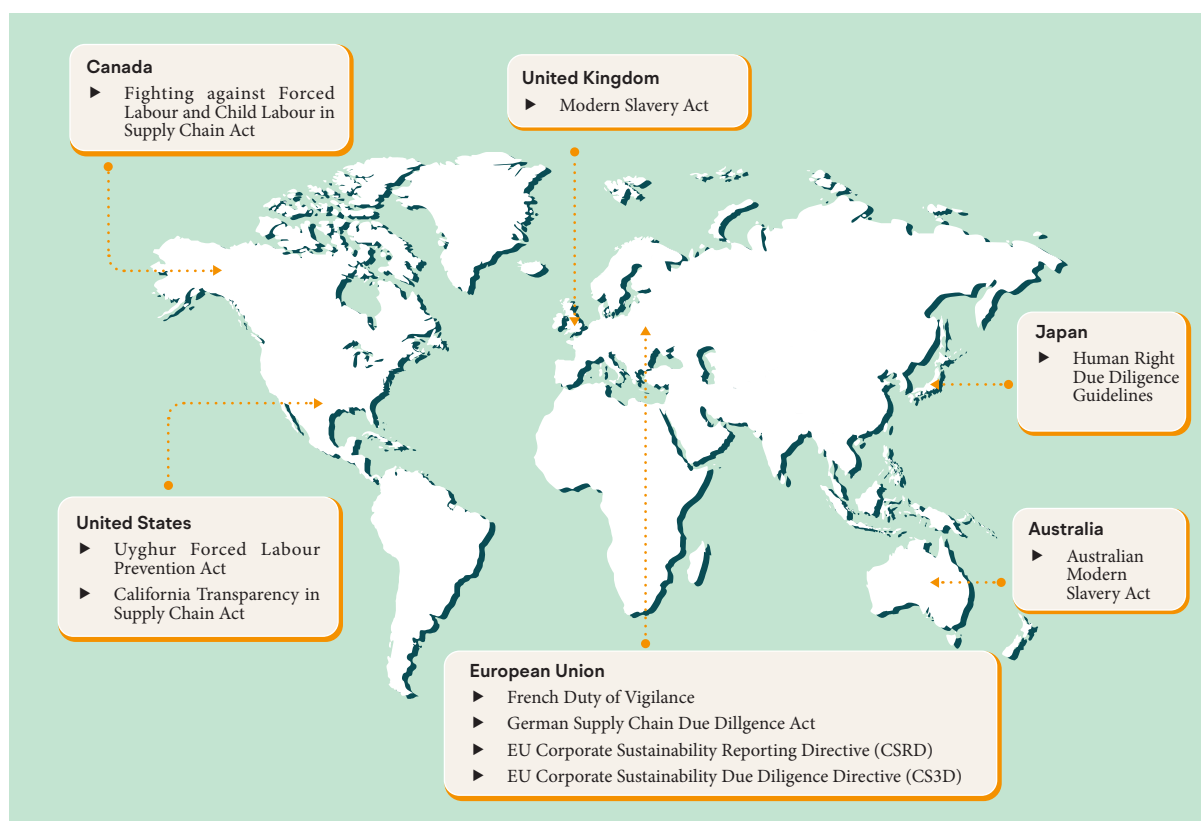 Canada
▶ Fighting against Forced
Labour and Child Labour in
Supply Chain Act
United Kingdom
▶ Modern Slavery Act
Japan
▶ Human Right
Due Diligence
Guidelines
United States
▶ Uyghur Forced Labour
Prevention Act
▶ California Transparency in
Supply Chain Act
Australia
▶ Australian
Modern
Slavery Act
European Union
▶ French Duty of Vigilance
▶ German Supply Chain Due Dillgence Act
▶ EU Corporate Sustainability Reporting Directive (CSRD)
▶ EU Corporate Sustainability Due Diligence Directive (CS3D)